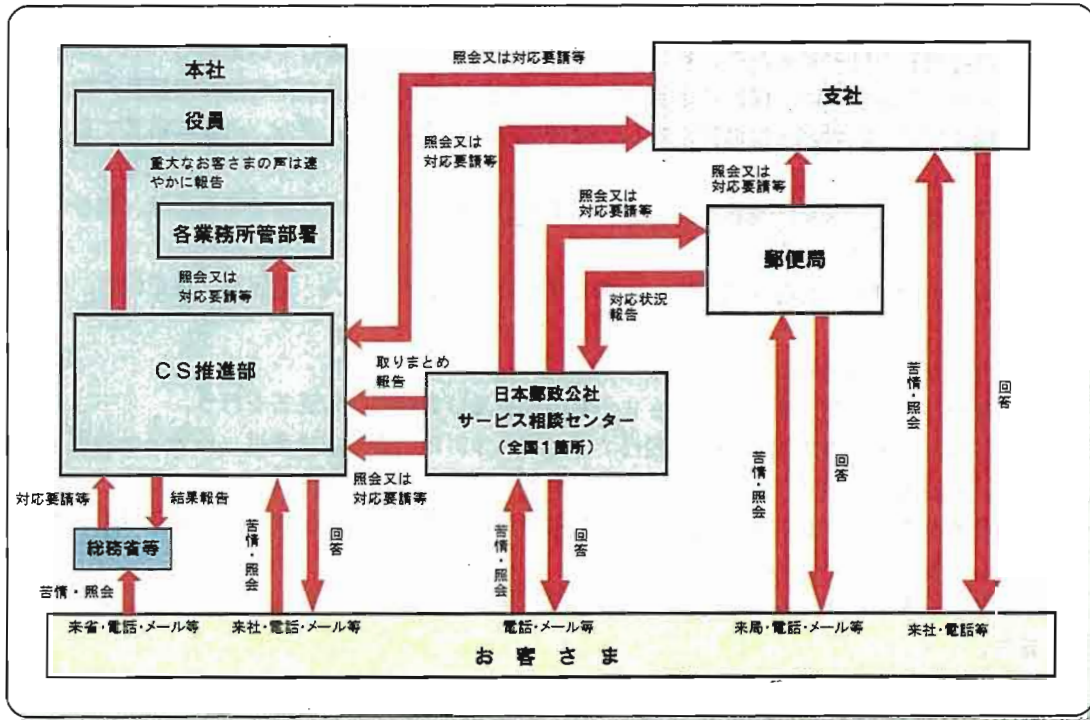 本社
役員
重大なお客さまの声は速
やかに報告
各業務所管部署
照会又は
対応要請等
CS推進部
照会又は対応要請等
支社
照会又は
対応要請等
照会又は
対応要請等
照会又は
対応要請等
郵便局
対応状況
報告
取りまとめ
報告
日本郵政公社
サービス相談センター
（全国1箇所）
照会又は
対応要請等
対応要請等
結果報告
総務省等
苦情・照会
苦情・照会
回答
苦情・照会
回答
苦情・照会
回答
苦情・照会
回答
来省・電話・メール等
来社・電話・メール等
電話・メール等
来局・電話・メール等
来社・電話等
お客さま